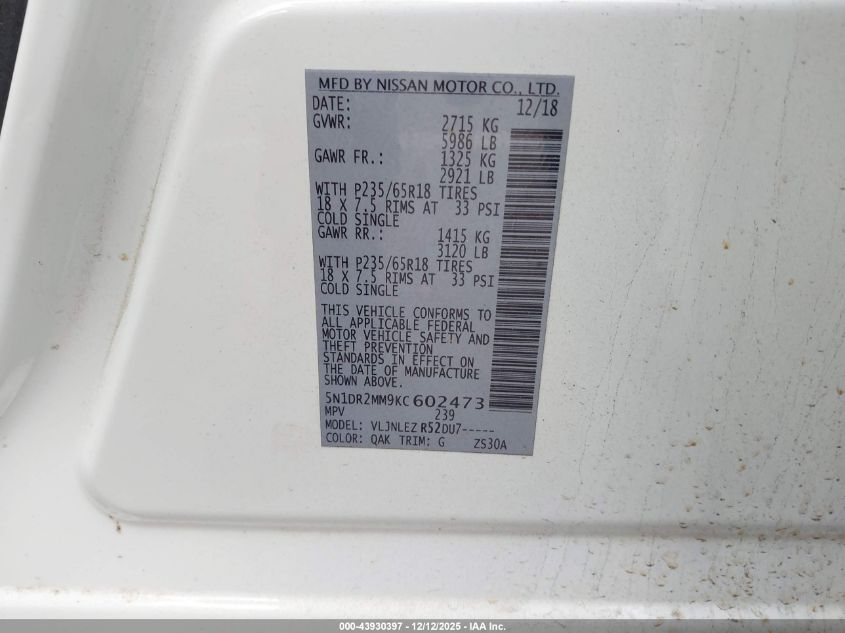 MFD BY NISSAN MOTOR CO., LTD.
DATE: 12/18
GVWR: 2715 KG
5986 LB
GAWR FR.: 1325 KG
2921 LB
WITH P235/65R18 TIRES
18 X 7.5 RIMS AT 33 PSI
COLD SINGLE
GAWR RR.: 1415 KG
3120 LB
WITH P235/65R18 TIRES
18 X 7.5 RIMS AT 33 PSI
COLD SINGLE
THIS VEHICLE CONFORMS TO
ALL APPLICABLE FEDERAL
MOTOR VEHICLE SAFETY AND
THEFT PREVENTION
STANDARDS IN EFFECT ON
THE DATE OF MANUFACTURE
SHOWN ABOVE.
5N1DR2MM9KC602473
MPV 239
MODEL: VLJNLEZ R52DU7-----
COLOR: QAK TRIM: G ZS30A
000-43930397 - 12/12/2025 - IAA Inc.